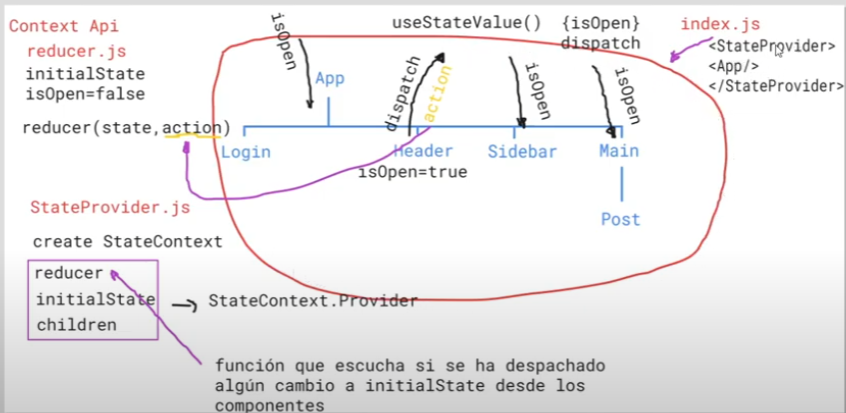 Context Api
reducer.js
initialState
isOpen=false
reducer(state,action)
isOpen
App
useStateValue()
{isOpen}
dispatch
index.js
<StateProvider>
<App/>
</StateProvider>
dispatch
action
isOpen
isOpen
Login
Header
Sidebar
Main
isOpen=true
Post
StateProvider.js
create StateContext
reducer
initialState
children
StateContext.Provider
función que escucha si se ha despachado
algún cambio a initialState desde los
componentes